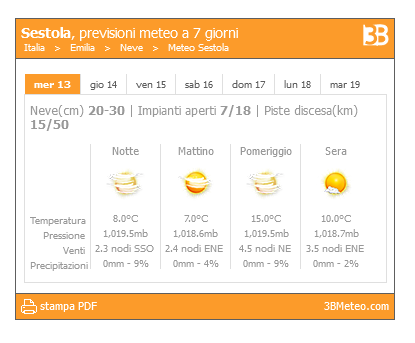 Sestola, previsioni meteo a 7 giorni
Italia > Emilia > Neve > Meteo Sestola
3B
mer 13 gio 14 ven 15 sab 16 dom 17 lun 18 mar 19
Neve(cm) 20-30 | Impianti aperti 7/18 | Piste discesa(km)
15/50
Notte Mattino Pomeriggio Sera
Temperatura 8.0°C 7.0°C 15.0°C 10.0°C
Pressione 1,019.5mb 1,018.6mb 1,019.5mb 1,018.7mb
Venti 2.3 nodi SSO 2.4 nodi ENE 4.5 nodi NE 3.5 nodi ENE
Precipitazioni 0mm - 9% 0mm - 4% 0mm - 9% 0mm - 2%
stampa PDF 3BMeteo.com